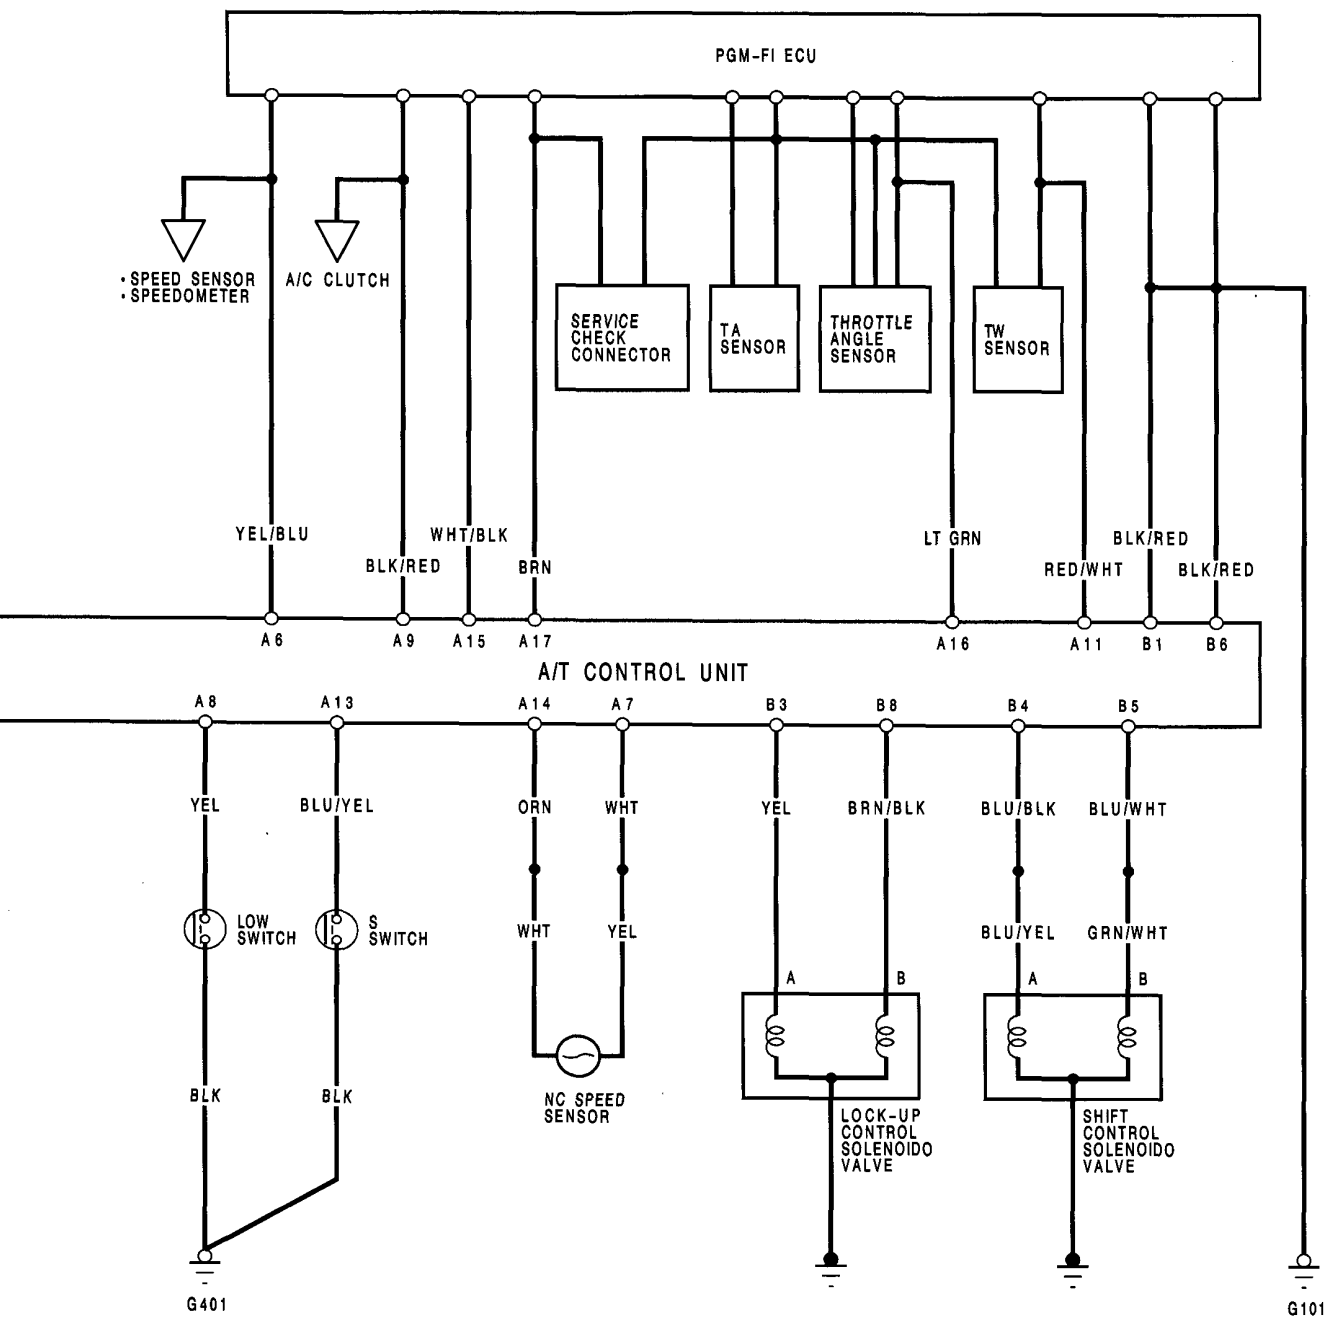 PGM-FI ECU
• SPEED SENSOR
• SPEEDOMETER
A/C CLUTCH
SERVICE
CHECK
CONNECTOR
TA
SENSOR
THROTTLE
ANGLE
SENSOR
TW
SENSOR
YEL/BLU
BLK/RED
WHT/BLK
BRN
LT GRN
RED/WHT
BLK/RED
BLK/RED
A6
A9
A15
A17
A16
A11
B1
B6
A/T CONTROL UNIT
A8
A13
A14
A7
B3
B8
B4
B5
YEL
BLU/YEL
ORN
WHT
YEL
BRN/BLK
BLU/BLK
BLU/WHT
LOW
SWITCH
S
SWITCH
WHT
YEL
BLU/YEL
GRN/WHT
A
B
A
B
BLK
BLK
NC SPEED
SENSOR
LOCK-UP
CONTROL
SOLENOIDO
VALVE
SHIFT
CONTROL
SOLENOIDO
VALVE
G401
G101